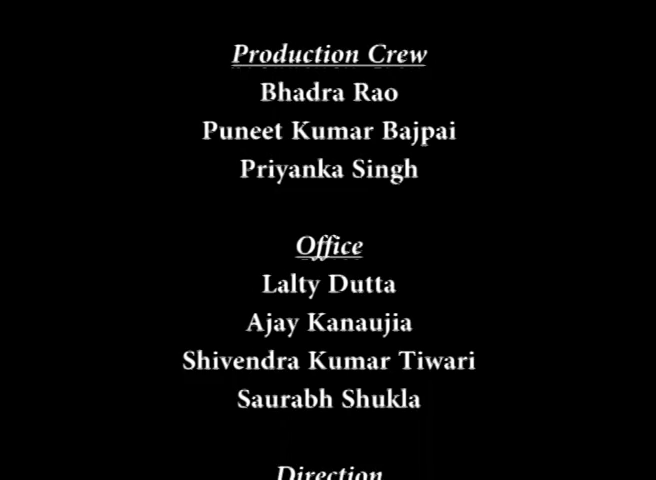 Production Crew
Bhadra Rao
Puneet Kumar Bajpai
Priyanka Singh
Office
Lalty Dutta
Ajay Kanaujia
Shivendra Kumar Tiwari
Saurabh Shukla
Direction